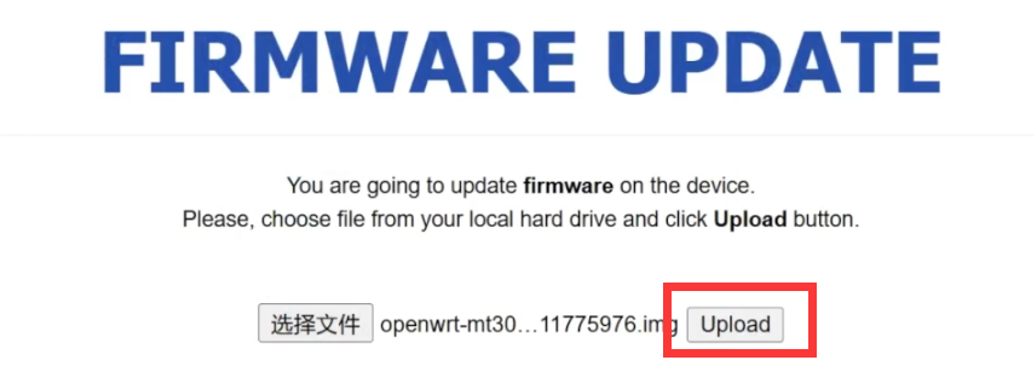 FIRMWARE UPDATE
You are going to update firmware on the device.
Please, choose file from your local hard drive and click Upload button.
选择文件 openwrt-mt30...11775976.img Upload